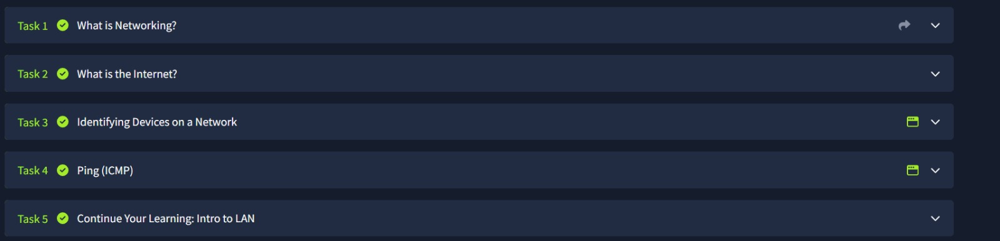 Task 1 What is Networking?
Task 2 What is the Internet?
Task 3 Identifying Devices on a Network
Task 4 Ping (ICMP)
Task 5 Continue Your Learning: Intro to LAN